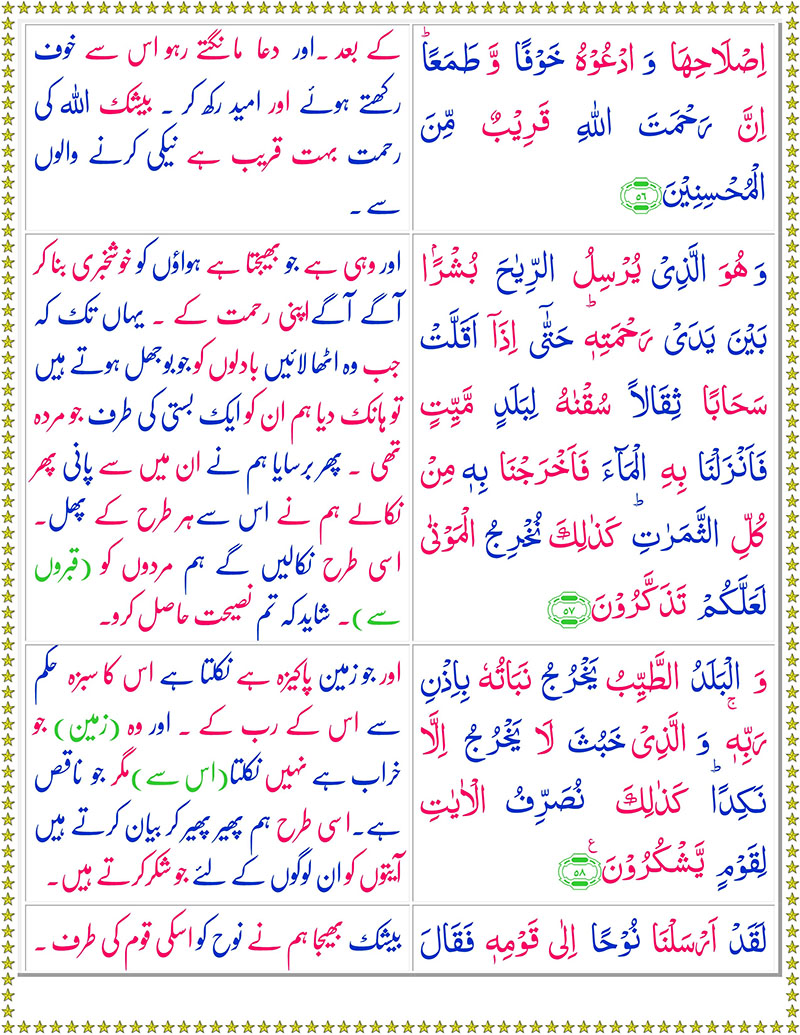 اِصْلَاحِهَا وَ ادْعُوْهُ خَوْفًا وَّ طَمَعًاؕ
اِنَّ رَحْمَتَ اللّٰهِ قَرِیْبٌ مِّنَ
الْمُحْسِنِیْنَ ﴿۵۶﴾
کے بعد ۔ اور دعا مانگتے رہو اس سے خوف
رکھتے ہوئے اور امید رکھ کر ۔ بیشک اللہ کی
رحمت بہت قریب ہے نیکی کرنے والوں
سے ۔
وَ هُوَ الَّذِیْ یُرْسِلُ الرِّیٰحَ بُشْرًۢا
بَیْنَ یَدَیْ رَحْمَتِهٖؕ حَتّٰۤی اِذَاۤ اَقَلَّتْ
سَحَابًا ثِقَالًا سُقْنٰهُ لِبَلَدٍ مَّیِّتٍ
فَاَنْزَلْنَا بِهِ الْمَآءَ فَاَخْرَجْنَا بِهٖ مِنْ
كُلِّ الثَّمَرٰتِؕ كَذٰلِكَ نُخْرِجُ الْمَوْتٰی
لَعَلَّكُمْ تَذَكَّرُوْنَ ﴿۵۷﴾
اور وہی ہے جو بھیجتا ہے ہواؤں کو خوشخبری بنا کر
آگے آگے اپنی رحمت کے ۔ یہاں تک کہ
جب وہ اٹھا لائیں بادلوں کو جو بوجھل ہوتے ہیں
تو ہانک دیا ہم ان کو ایک بستی کی طرف جو مردہ
تھی ۔ پھر برسایا ہم نے ان میں سے پانی پھر
نکالے ہم نے اس سے ہر طرح کے پھل۔
اسی طرح نکالیں گے ہم مردوں کو (قبروں
سے)۔ شاید کہ تم نصیحت حاصل کرو۔
وَ الْبَلَدُ الطَّیِّبُ یَخْرُجُ نَبَاتُهٗ بِاِذْنِ
رَبِّهٖۚ وَ الَّذِیْ خَبُثَ لَا یَخْرُجُ اِلَّا
نَكِدًاؕ كَذٰلِكَ نُصَرِّفُ الْاٰیٰتِ
لِقَوْمٍ یَّشْكُرُوْنَ۠ ﴿۵۸﴾ ع
اور جو زمین پاکیزہ ہے نکلتا ہے اس کا سبزہ حکم
سے اس کے رب کے ۔ اور وہ (زمین) جو
خراب ہے نہیں نکلتا (اس سے) مگر جو ناقص
ہے۔ اسی طرح ہم پھیر پھیر کر بیان کرتے ہیں
آیتوں کو ان لوگوں کے لئے جو شکر کرتے ہیں۔
لَقَدْ اَرْسَلْنَا نُوْحًا اِلٰی قَوْمِهٖ فَقَالَ
بیشک بھیجا ہم نے نوح کو اسکی قوم کی طرف ۔